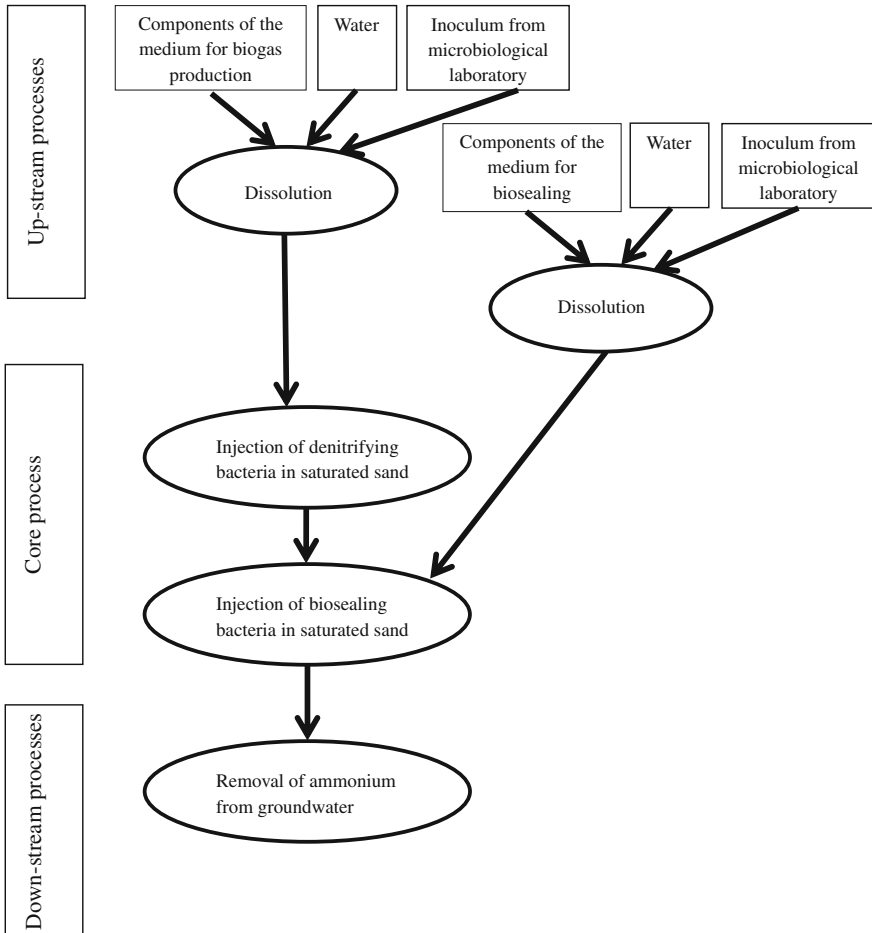 Up-stream processes
Components of the
medium for biogas
production
Water
Inoculum from
microbiological
laboratory
Dissolution
Components of the
medium for
biosealing
Water
Inoculum from
microbiological
laboratory
Dissolution
Core process
Injection of denitrifying
bacteria in saturated sand
Injection of biosealing
bacteria in saturated sand
Down-stream processes
Removal of ammonium
from groundwater